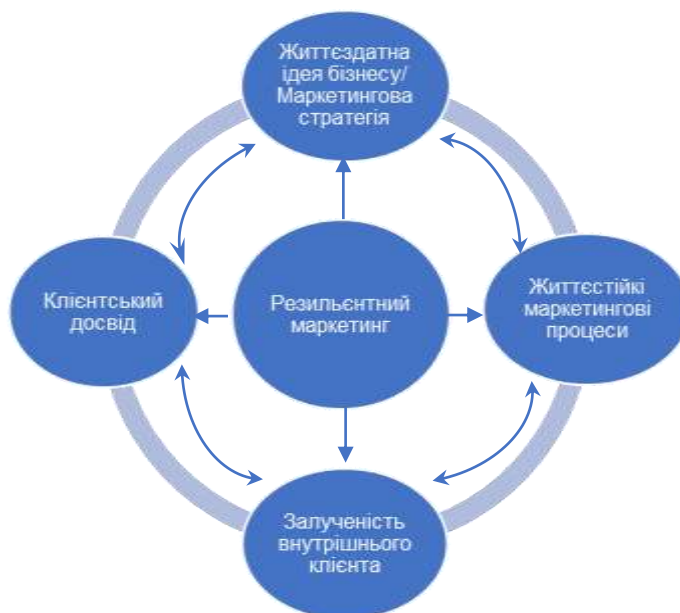 Життєздатна
ідея бізнесу/
Маркетингова
стратегія
Клієнтський
досвід
Резильєнтний
маркетинг
Життєстійкі
маркетингові
процеси
Залученість
внутрішнього
клієнта